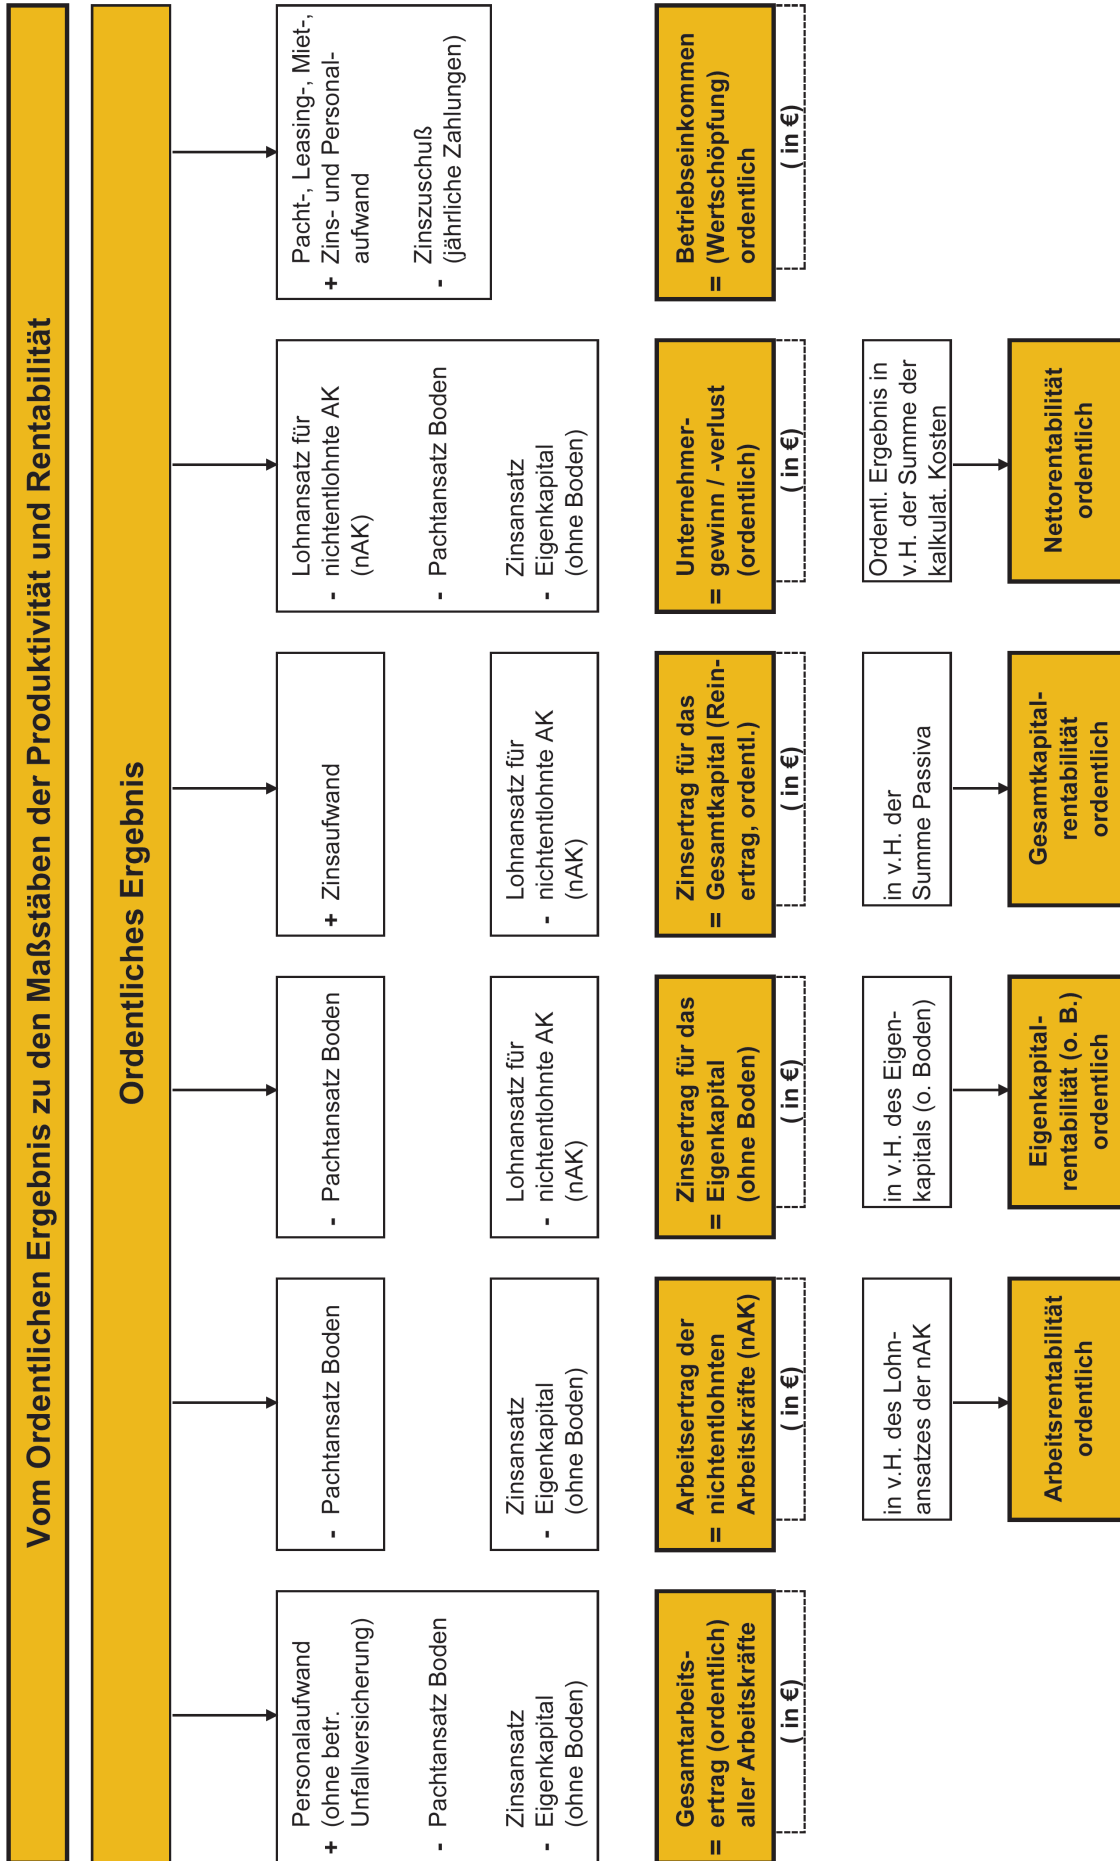 Vom Ordentlichen Ergebnis zu den Maßstäben der Produktivität und Rentabilität
Ordentliches Ergebnis
Personalaufwand
+ (ohne betr.
Unfallversicherung)
- Pachtansatz Boden
Zinsansatz
- Eigenkapital
(ohne Boden)
Gesamtarbeits-
= ertrag (ordentlich)
aller Arbeitskräfte
( in €)
- Pachtansatz Boden
Zinsansatz
- Eigenkapital
(ohne Boden)
Arbeitsertrag der
= nichtentlohnten
Arbeitskräfte (nAK)
( in €)
in v.H. des Lohn-
ansatzes der nAK
Arbeitsrentabilität
ordentlich
- Pachtansatz Boden
Lohnansatz für
- nichtentlohnte AK
(nAK)
Zinsertrag für das
= Eigenkapital
(ohne Boden)
( in €)
in v.H. des Eigen-
kapitals (o. Boden)
Eigenkapital-
rentabilität (o. B.)
ordentlich
+ Zinsaufwand
Lohnansatz für
- nichtentlohnte AK
(nAK)
Zinsertrag für das
= Gesamtkapital (Rein-
ertrag, ordentl.)
( in €)
in v.H. der
Summe Passiva
Gesamtkapital-
rentabilität
ordentlich
Lohnansatz für
- nichtentlohnte AK
(nAK)
- Pachtansatz Boden
Zinsansatz
- Eigenkapital
(ohne Boden)
Unternehmer-
= gewinn / -verlust
(ordentlich)
( in €)
Ordentl. Ergebnis in
v.H. der Summe der
kalkulat. Kosten
Nettorentabilität
ordentlich
Pacht-, Leasing-, Miet-,
+ Zins- und Personal-
aufwand
Zinszuschuß
- (jährliche Zahlungen)
Betriebseinkommen
= (Wertschöpfung)
ordentlich
( in €)